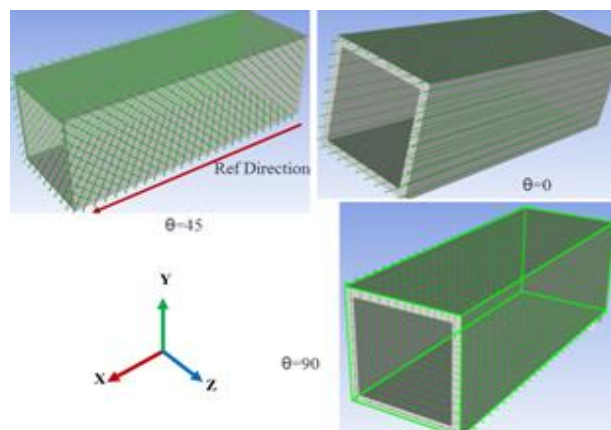 Ref Direction
θ=0
θ=45
Y
X
Z
θ=90